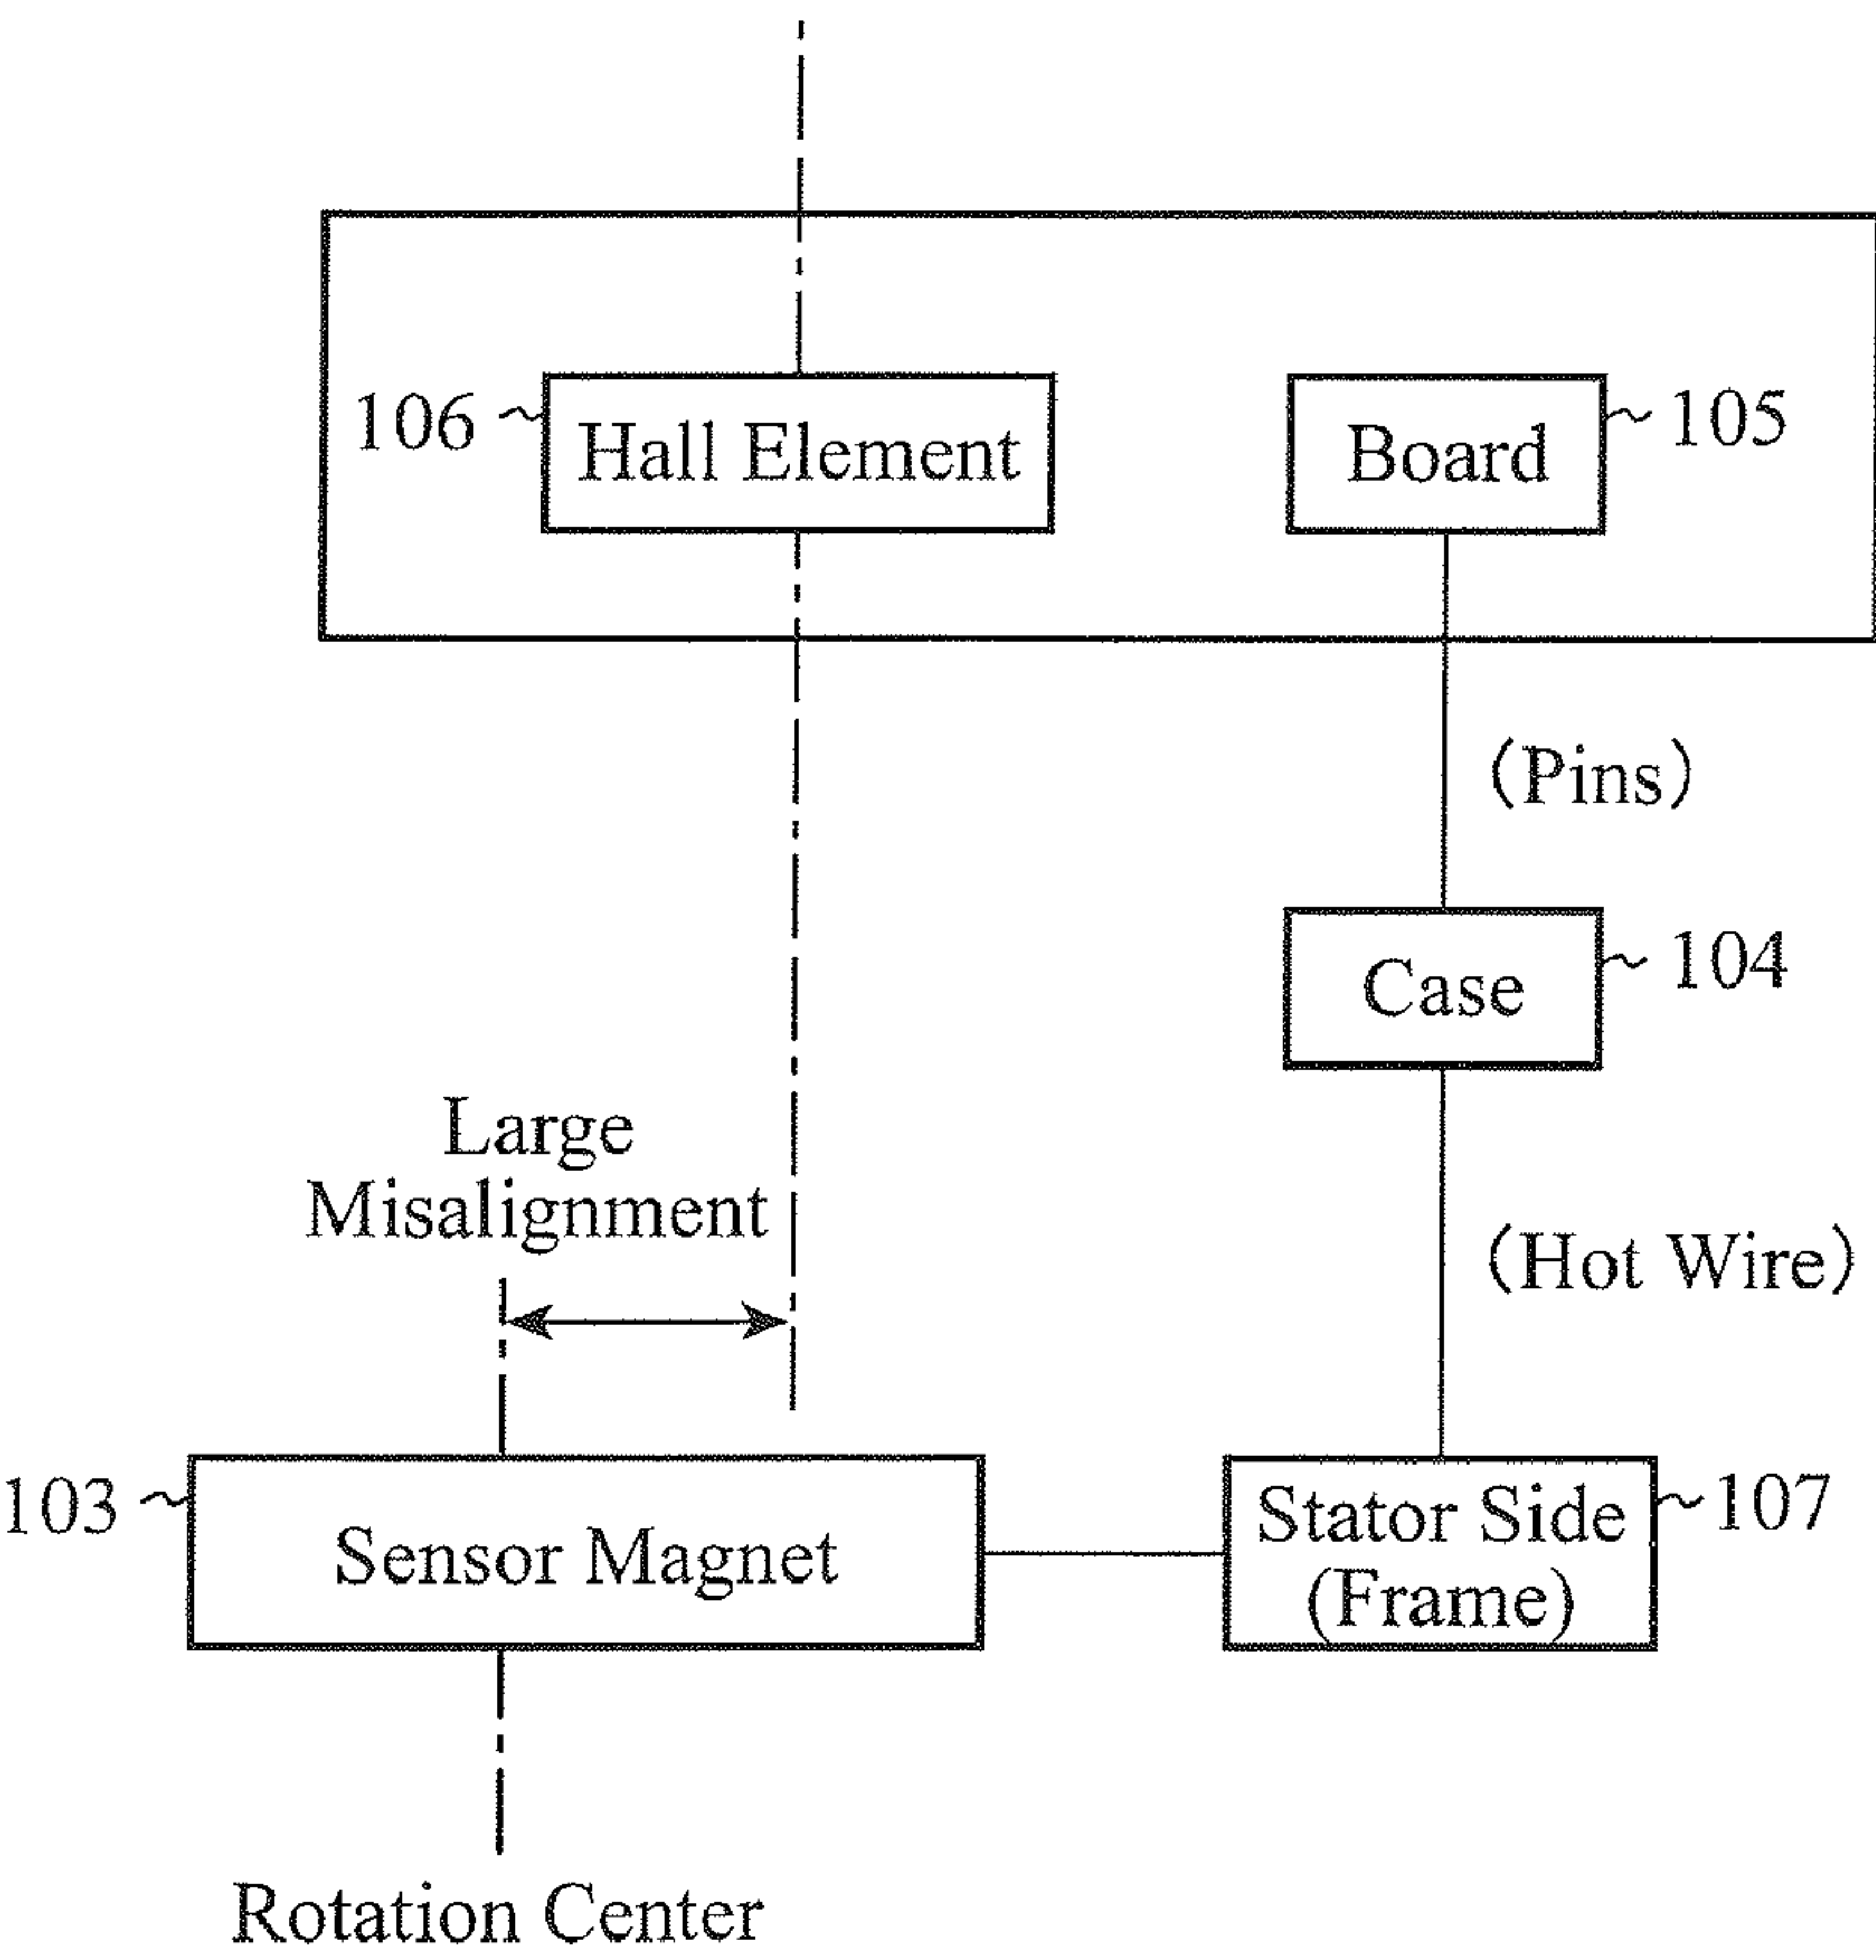 106
Hall Element
Board
105
(Pins)
Case
104
Large
Misalignment
(Hot Wire)
103
Sensor Magnet
Stator Side
(Frame)
107
Rotation Center